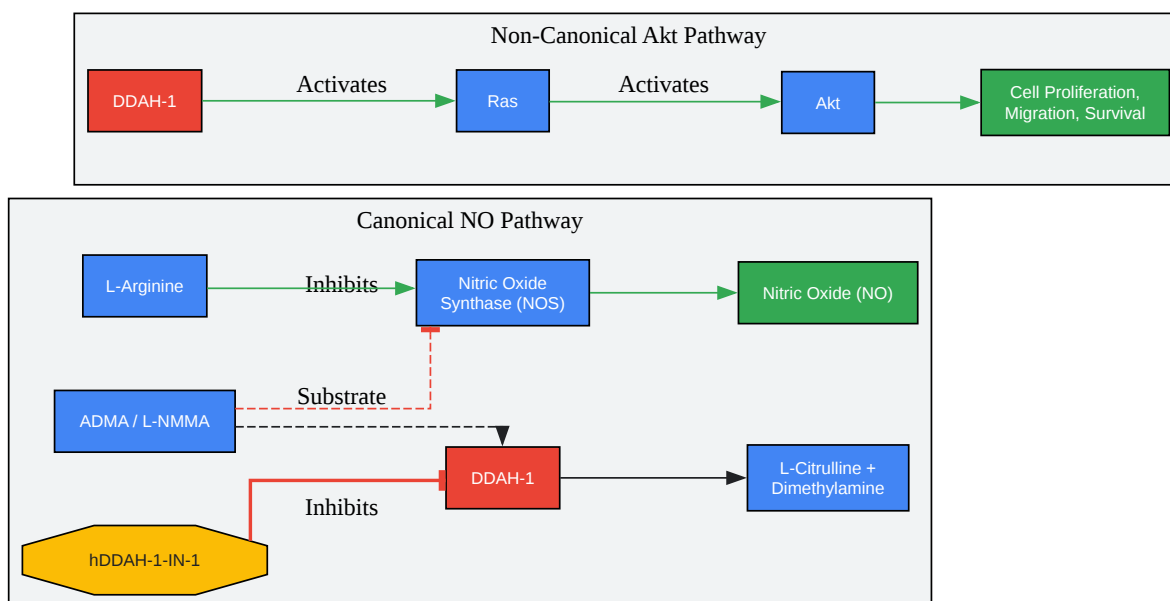 Non-Canonical Akt Pathway
DDAH-1
Activates
Ras
Activates
Akt
Cell Proliferation,
Migration, Survival
Canonical NO Pathway
L-Arginine
Inhibits
Nitric Oxide
Synthase (NOS)
Nitric Oxide (NO)
ADMA / L-NMMA
Substrate
DDAH-1
L-Citrulline +
Dimethylamine
Inhibits
hDDAH-1-IN-1